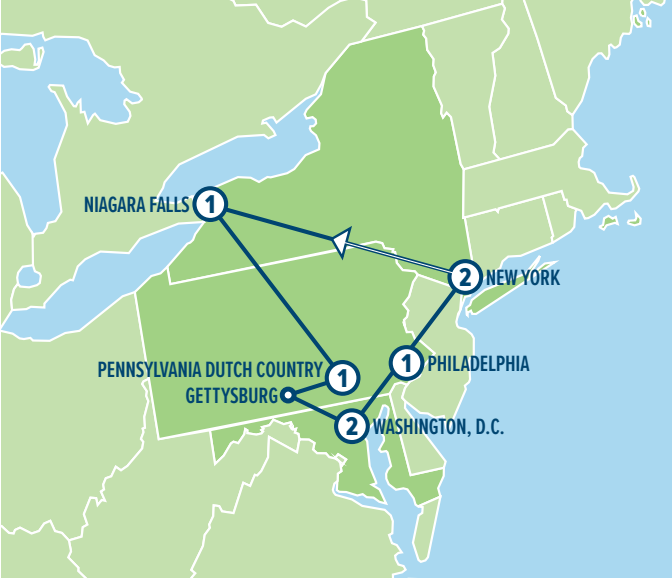 NIAGARA FALLS 1
2 NEW YORK
1 PHILADELPHIA
PENNSYLVANIA DUTCH COUNTRY 1
GETTYSBURG
2 WASHINGTON, D.C.